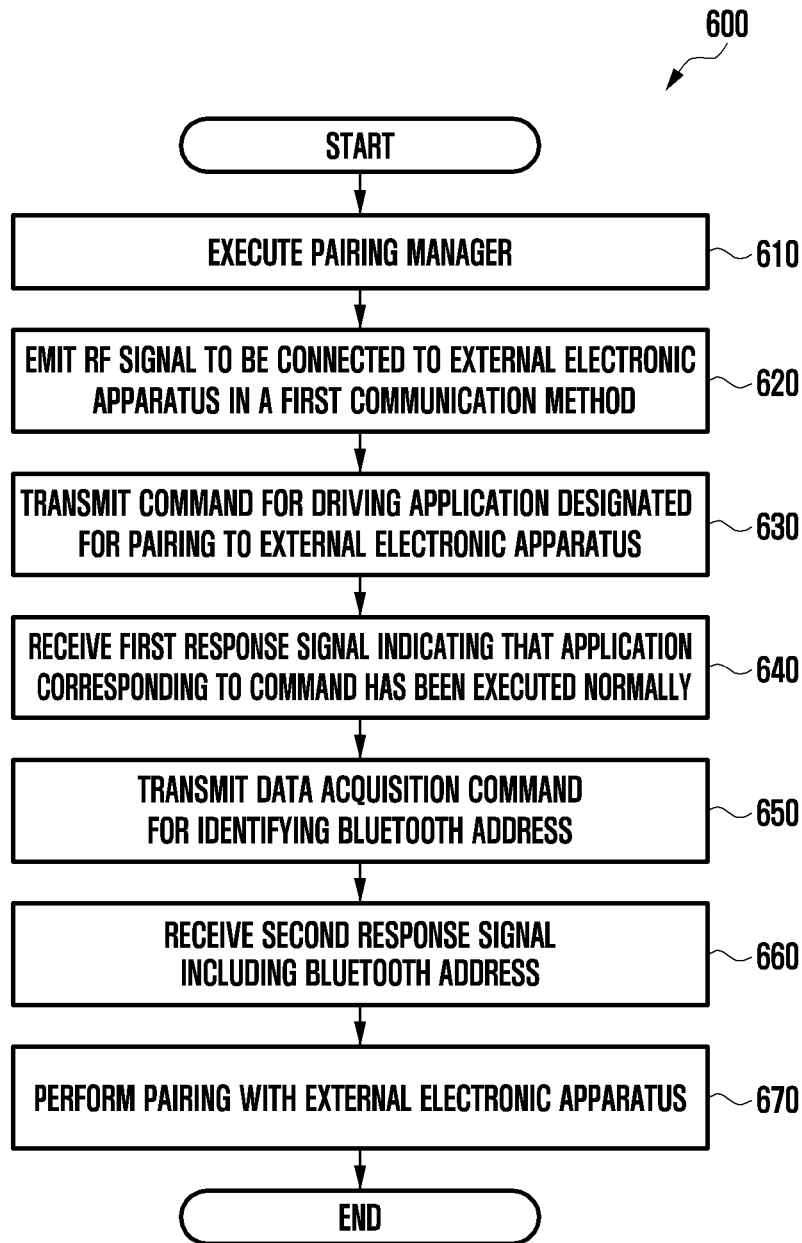 600
START
EXECUTE PAIRING MANAGER
610
EMIT RF SIGNAL TO BE CONNECTED TO EXTERNAL ELECTRONIC
APPARATUS IN A FIRST COMMUNICATION METHOD
620
TRANSMIT COMMAND FOR DRIVING APPLICATION DESIGNATED
FOR PAIRING TO EXTERNAL ELECTRONIC APPARATUS
630
RECEIVE FIRST RESPONSE SIGNAL INDICATING THAT APPLICATION
CORRESPONDING TO COMMAND HAS BEEN EXECUTED NORMALLY
640
TRANSMIT DATA ACQUISITION COMMAND
FOR IDENTIFYING BLUETOOTH ADDRESS
650
RECEIVE SECOND RESPONSE SIGNAL
INCLUDING BLUETOOTH ADDRESS
660
PERFORM PAIRING WITH EXTERNAL ELECTRONIC APPARATUS
670
END